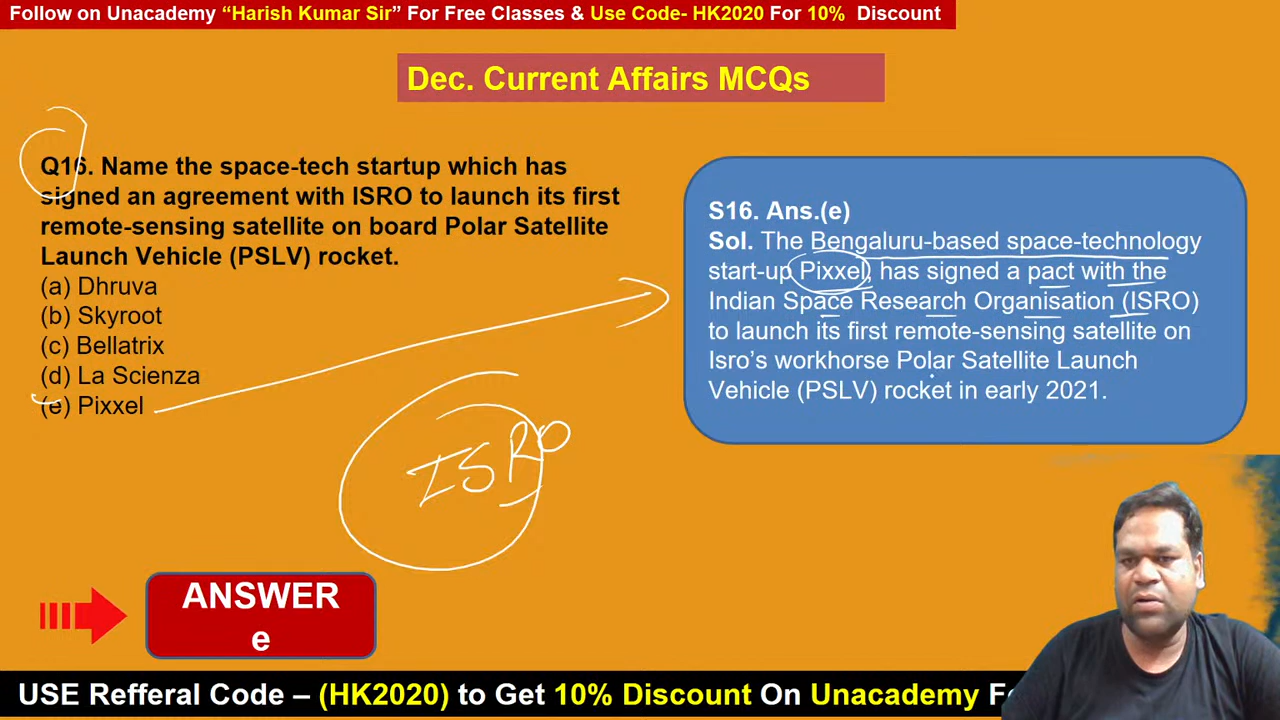 Follow on Unacademy “Harish Kumar Sir” For Free Classes & Use Code- HK2020 For 10% Discount
Dec. Current Affairs MCQs
Q16. Name the space-tech startup which has
signed an agreement with ISRO to launch its first
remote-sensing satellite on board Polar Satellite
Launch Vehicle (PSLV) rocket.
(a) Dhruva
(b) Skyroot
(c) Bellatrix
(d) La Scienza
(e) Pixxel
S16. Ans.(e)
Sol. The Bengaluru-based space-technology
start-up Pixxel, has signed a pact with the
Indian Space Research Organisation (ISRO)
to launch its first remote-sensing satellite on
Isro’s workhorse Polar Satellite Launch
Vehicle (PSLV) rocket in early 2021.
ISRO
ANSWER
e
USE Refferal Code – (HK2020) to Get 10% Discount On Unacademy